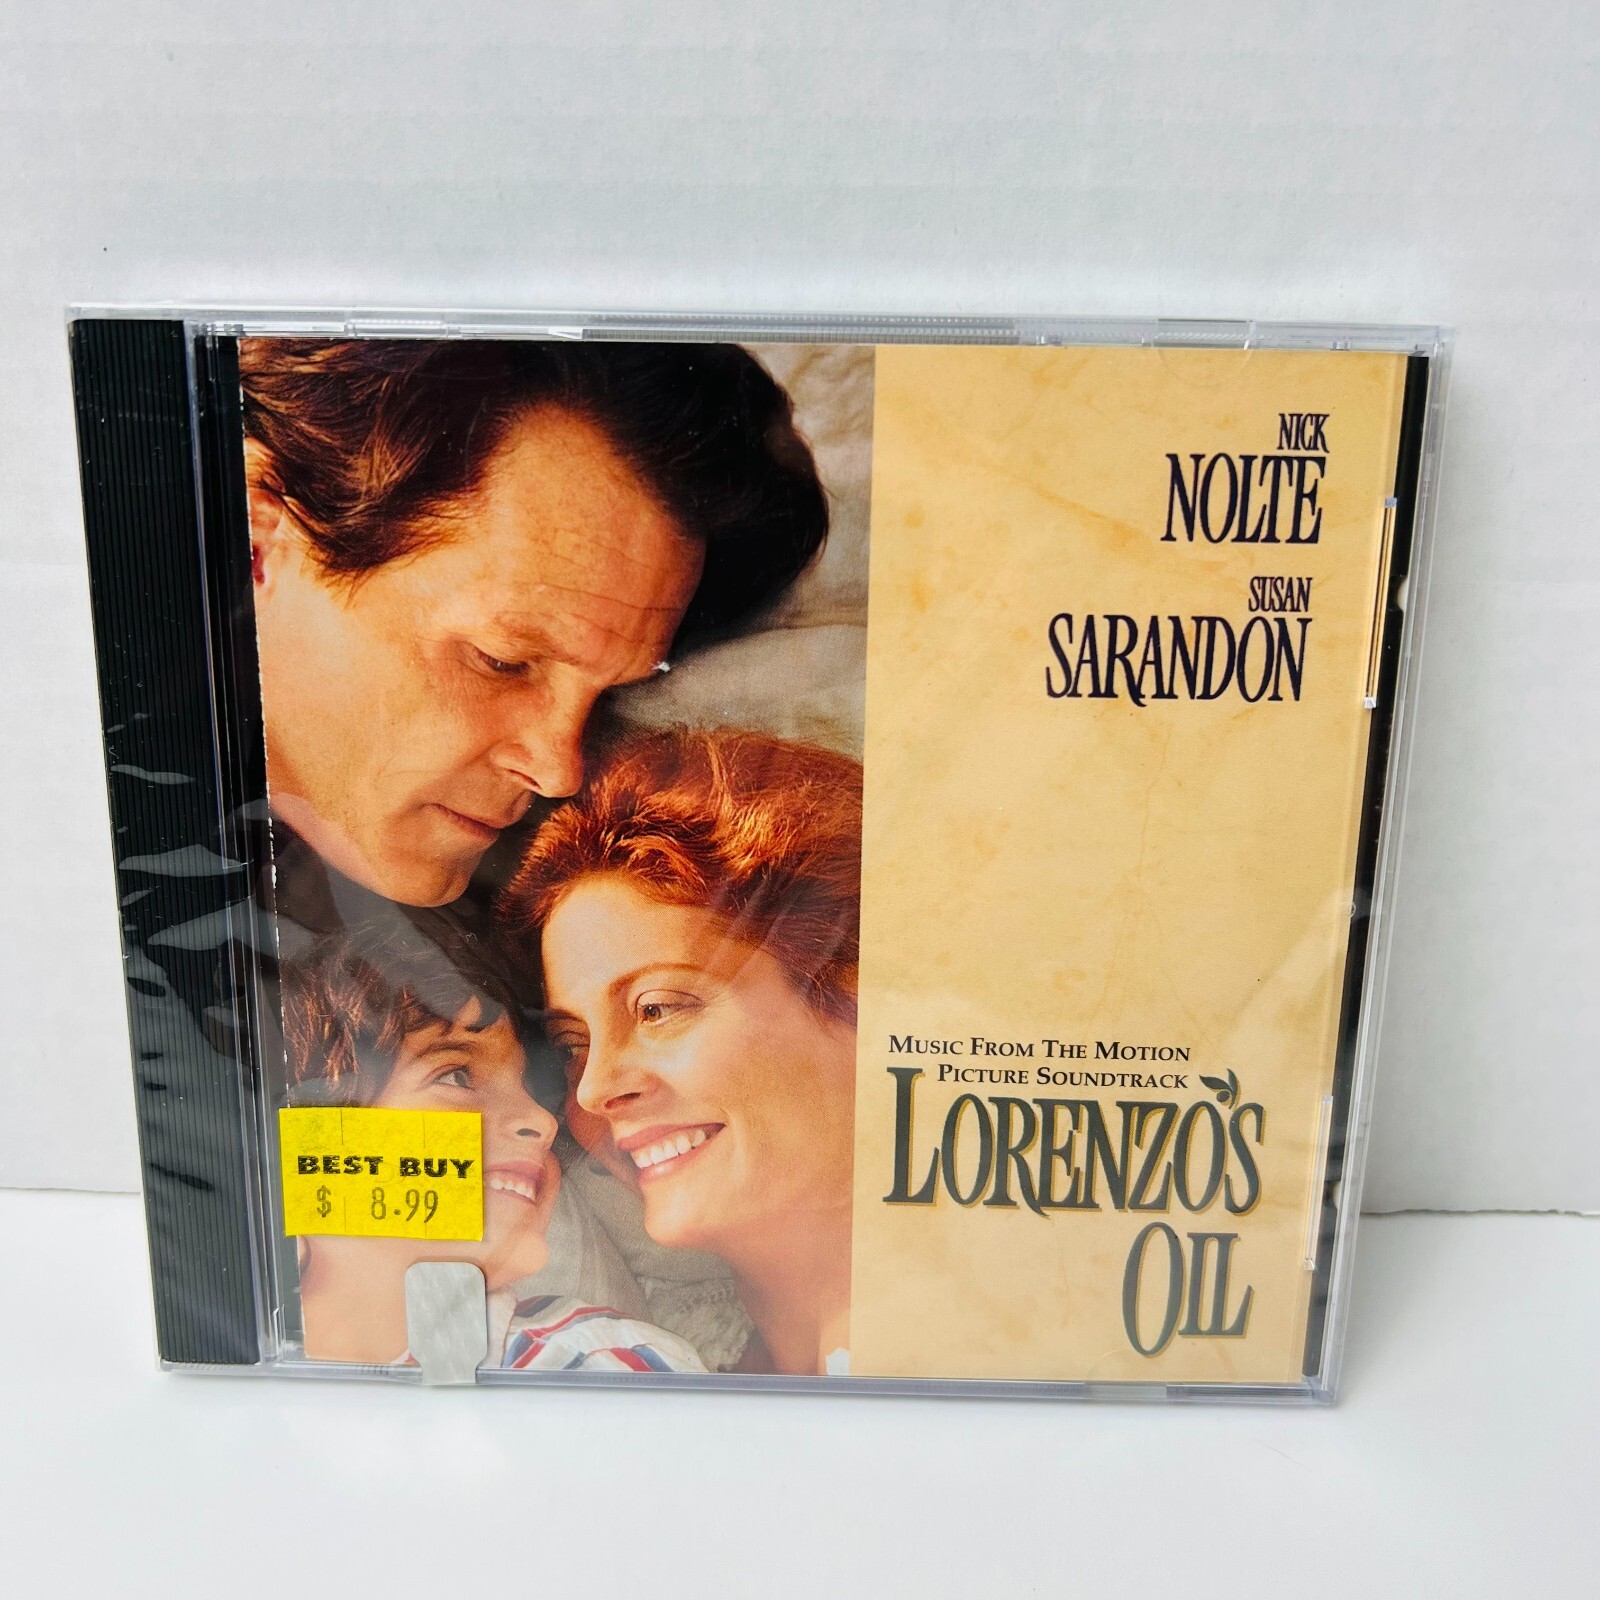 NICK
NOLTE
SUSAN
SARANDON
MUSIC FROM THE MOTION
PICTURE SOUNDTRACK
LORENZO'S
OIL
BEST BUY
$ 8.99